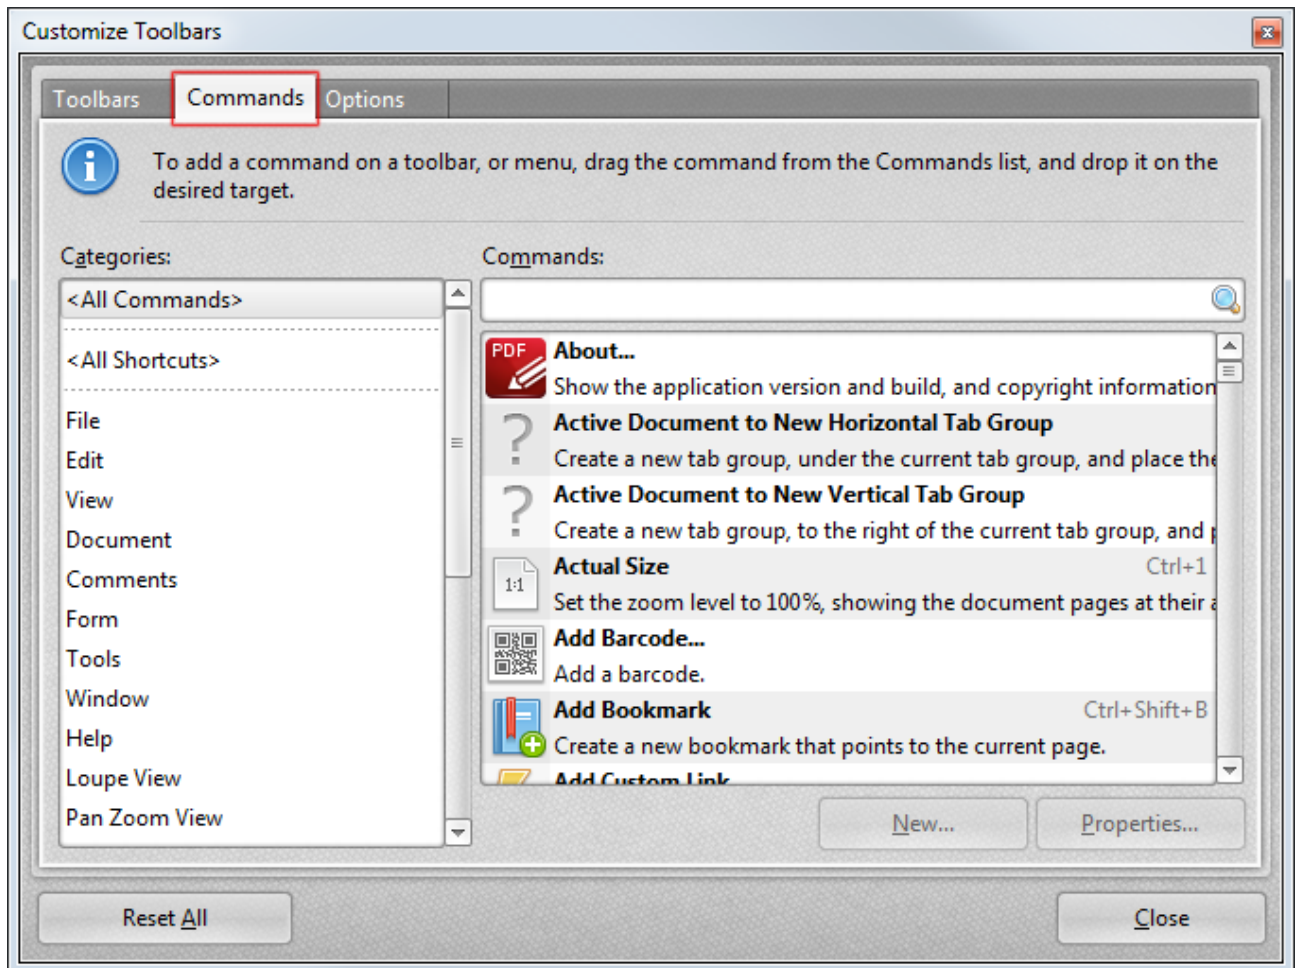 Customize Toolbars
Toolbars Commands Options
To add a command on a toolbar, or menu, drag the command from the Commands list, and drop it on the
desired target.
Categories:
<All Commands>
<All Shortcuts>
File
Edit
View
Document
Comments
Form
Tools
Window
Help
Loupe View
Pan Zoom View
Commands:
PDF
About...
Show the application version and build, and copyright information
Active Document to New Horizontal Tab Group
Create a new tab group, under the current tab group, and place the
Active Document to New Vertical Tab Group
Create a new tab group, to the right of the current tab group, and
1:1
Actual Size Ctrl+1
Set the zoom level to 100%, showing the document pages at their
Add Barcode...
Add a barcode.
Add Bookmark Ctrl+Shift+B
Create a new bookmark that points to the current page.
Add Custom Link
New... Properties...
Reset All Close